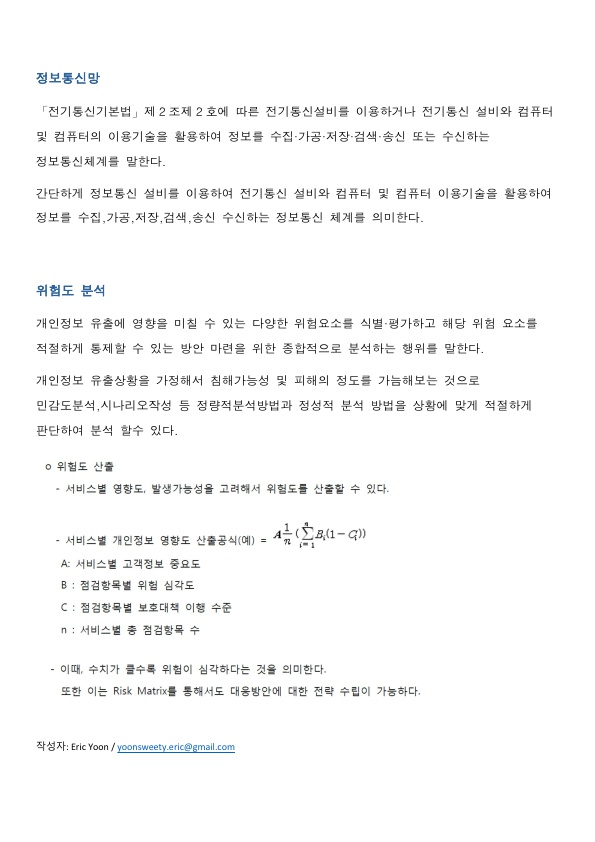 정보통신망
「전기통신기본법」제 2 조제 2 호에 따른 전기통신설비를 이용하거나 전기통신 설비와 컴퓨터
및 컴퓨터의 이용기술을 활용하여 정보를 수집·가공·저장·검색·송신 또는 수신하는
정보통신체계를 말한다.
간단하게 정보통신 설비를 이용하여 전기통신 설비와 컴퓨터 및 컴퓨터 이용기술을 활용하여
정보를 수집,가공,저장,검색,송신 수신하는 정보통신 체계를 의미한다.
위험도 분석
개인정보 유출에 영향을 미칠 수 있는 다양한 위험요소를 식별·평가하고 해당 위험 요소를
적절하게 통제할 수 있는 방안 마련을 위한 종합적으로 분석하는 행위를 말한다.
개인정보 유출상황을 가정해서 침해가능성 및 피해의 정도를 가늠해보는 것으로
민감도분석,시나리오작성 등 정량적분석방법과 정성적 분석 방법을 상황에 맞게 적절하게
판단하여 분석 할수 있다.
o 위험도 산출
- 서비스별 영향도, 발생가능성을 고려해서 위험도를 산출할 수 있다.
- 서비스별 개인정보 영향도 산출공식(예) = A 1/n (∑ n i=1 Bi(1-Ci))
A: 서비스별 고객정보 중요도
B : 점검항목별 위험 심각도
C : 점검항목별 보호대책 이행 수준
n : 서비스별 총 점검항목 수
- 이때, 수치가 클수록 위험이 심각하다는 것을 의미한다.
또한 이는 Risk Matrix를 통해서도 대응방안에 대한 전략 수립이 가능하다.
작성자: Eric Yoon / yoonsweety.eric@gmail.com